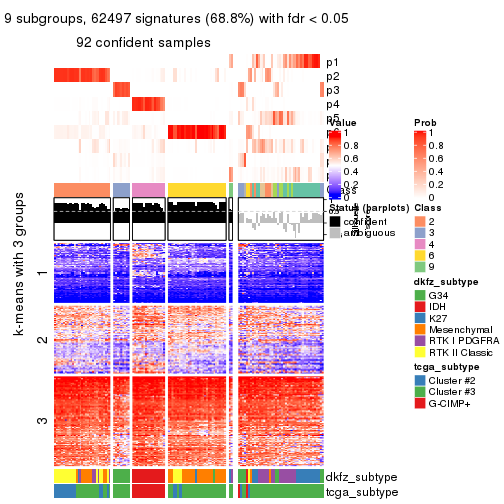 9 subgroups, 62497 signatures (68.8%) with fdr < 0.05
92 confident samples
p1
p2
p3
p4
Value
1
0.8
0.6
0.4
0.2
0
Prob
1
0.8
0.6
0.4
0.2
0
Class
Status (barplots)
confident
ambiguous
Class
2
3
4
6
9
k-means with 3 groups
1
2
3
dkfz_subtype
G34
IDH
K27
Mesenchymal
RTK I PDGFRA
RTK II Classic
tcga_subtype
Cluster #2
Cluster #3
G-CIMP+
dkfz_subtype
tcga_subtype